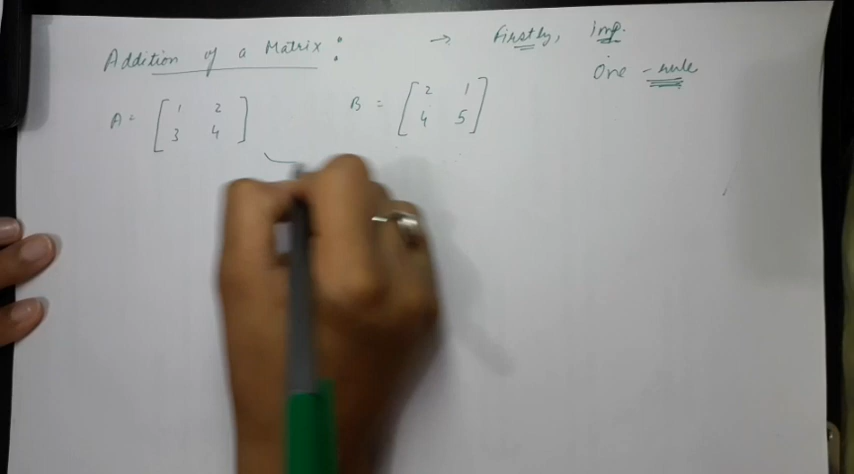 Addition of a Matrix : → Firstly, imp.
One - rule
A = [ 1 2
3 4 ]
B = [ 2 1
4 5 ]